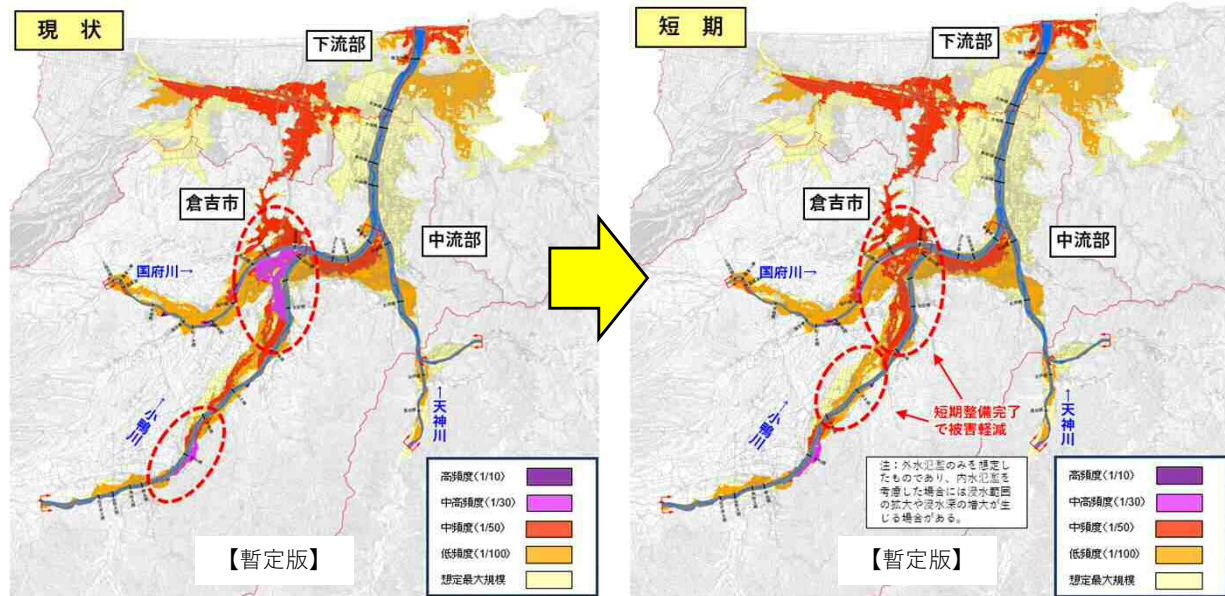 現　状
下流部
倉吉市
中流部
国府川→
←小鴨川
←天神川
高頻度(1/10)
中高頻度(1/30)
中頻度(1/50)
低頻度(1/100)
想定最大規模
【暫定版】
短　期
下流部
倉吉市
中流部
国府川→
←小鴨川
←天神川
短期整備完了
で被害軽減
注：外水氾濫のみを想定し
たものであり、内水氾濫を
考慮した場合には浸水範囲
の拡大や浸水深の増大が生
じる場合がある。
高頻度(1/10)
中高頻度(1/30)
中頻度(1/50)
低頻度(1/100)
想定最大規模
【暫定版】